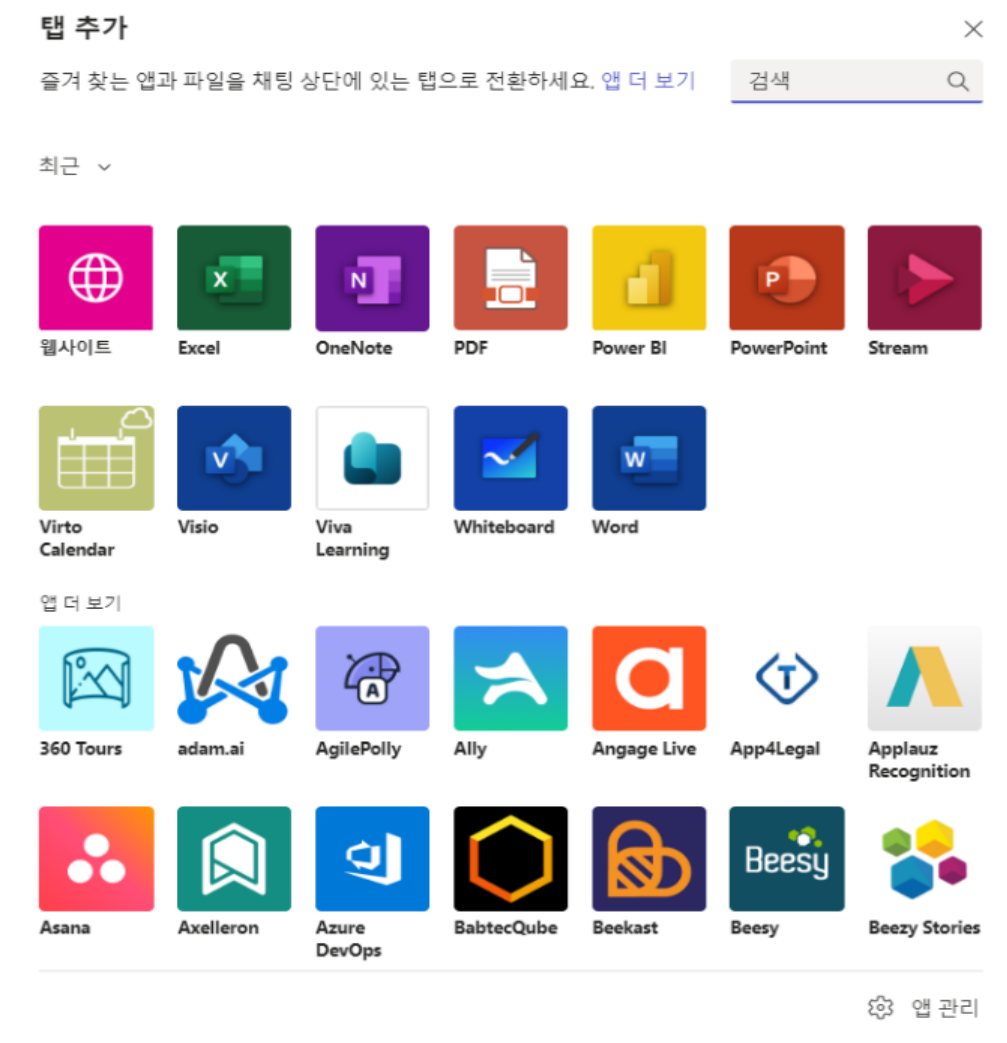 탭 추가
즐겨 찾는 앱과 파일을 채팅 상단에 있는 탭으로 전환하세요. 앱 더 보기
검색
최근
X
N
P
웹사이트
Excel
OneNote
PDF
Power BI
PowerPoint
Stream
V
W
Virto
Calendar
Visio
Viva
Learning
Whiteboard
Word
앱 더 보기
A
T
360 Tours
adam.ai
AgilePolly
Ally
Angage Live
App4Legal
Applauz
Recognition
Beesy
Asana
Axelleron
Azure
DevOps
BabtecQube
Beekast
Beesy
Beezy Stories
앱 관리